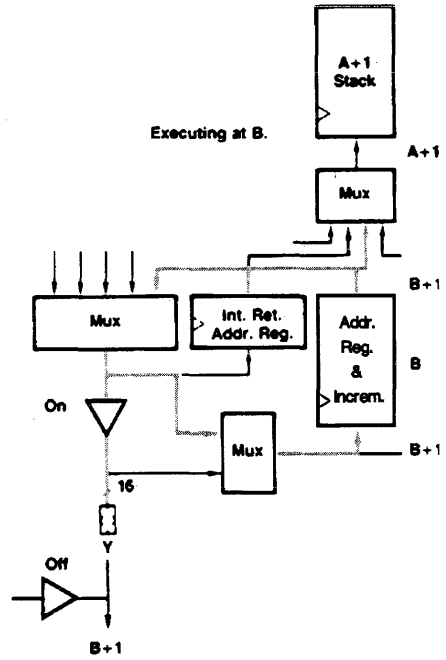 A+1
Stack
Executing at B.
A+1
Mux
B+1
Mux
Int. Ret.
Addr. Reg.
Addr.
Reg.
&
Increm.
B
On
Mux
B+1
16
Y
Off
B+1